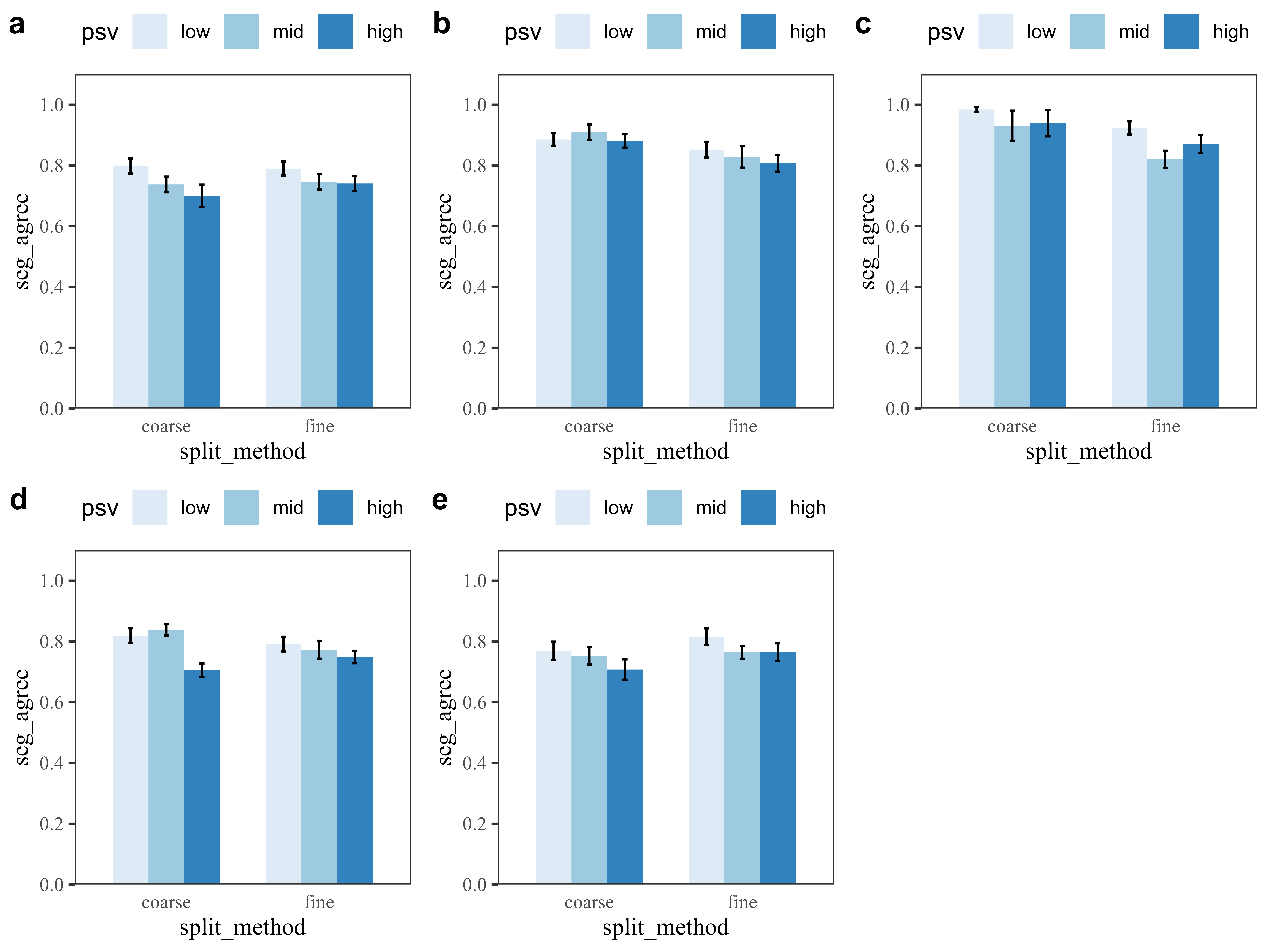 a psv low mid high
1.0
0.8
0.6
0.4
0.2
0.0
seg_agree
coarse fine
split_method
b psv low mid high
1.0
0.8
0.6
0.4
0.2
0.0
seg_agree
coarse fine
split_method
c psv low mid high
1.0
0.8
0.6
0.4
0.2
0.0
seg_agree
coarse fine
split_method
d psv low mid high
1.0
0.8
0.6
0.4
0.2
0.0
seg_agree
coarse fine
split_method
e psv low mid high
1.0
0.8
0.6
0.4
0.2
0.0
seg_agree
coarse fine
split_method